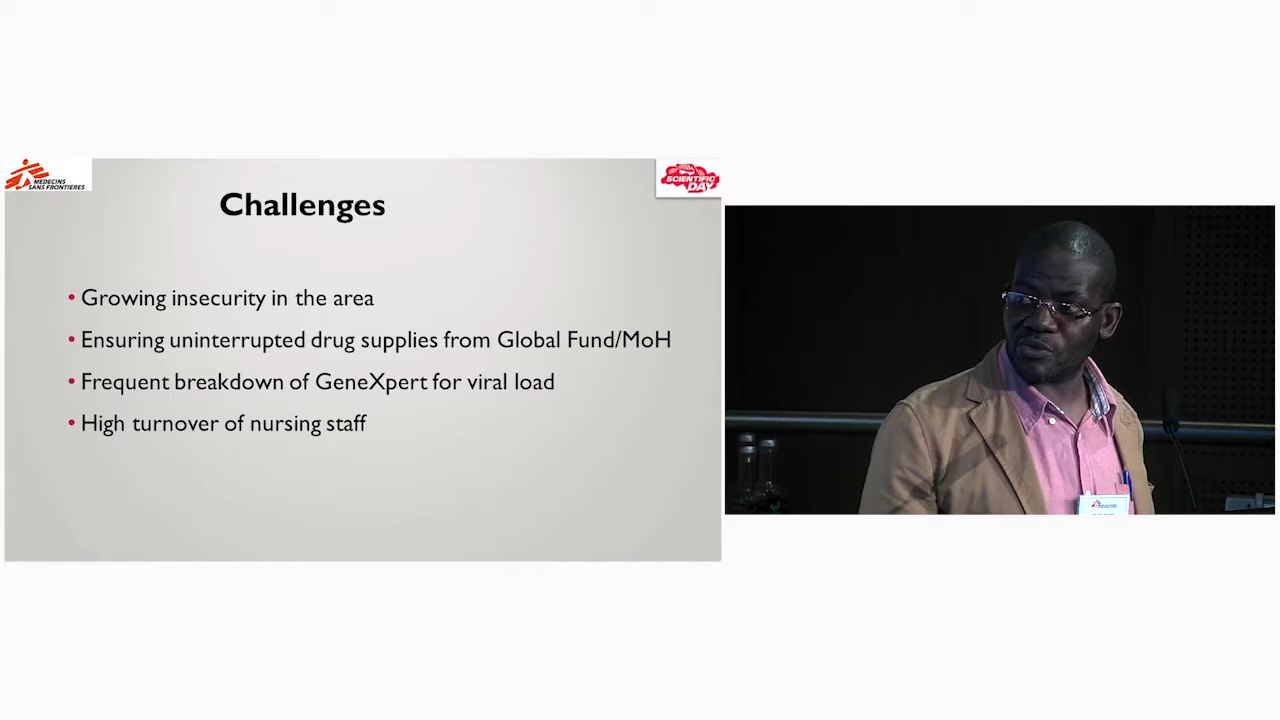 MEDECINS
SANS FRONTIERES
SCIENTIFIC
DAY
Challenges
• Growing insecurity in the area
• Ensuring uninterrupted drug supplies from Global Fund/MoH
• Frequent breakdown of GeneXpert for viral load
• High turnover of nursing staff